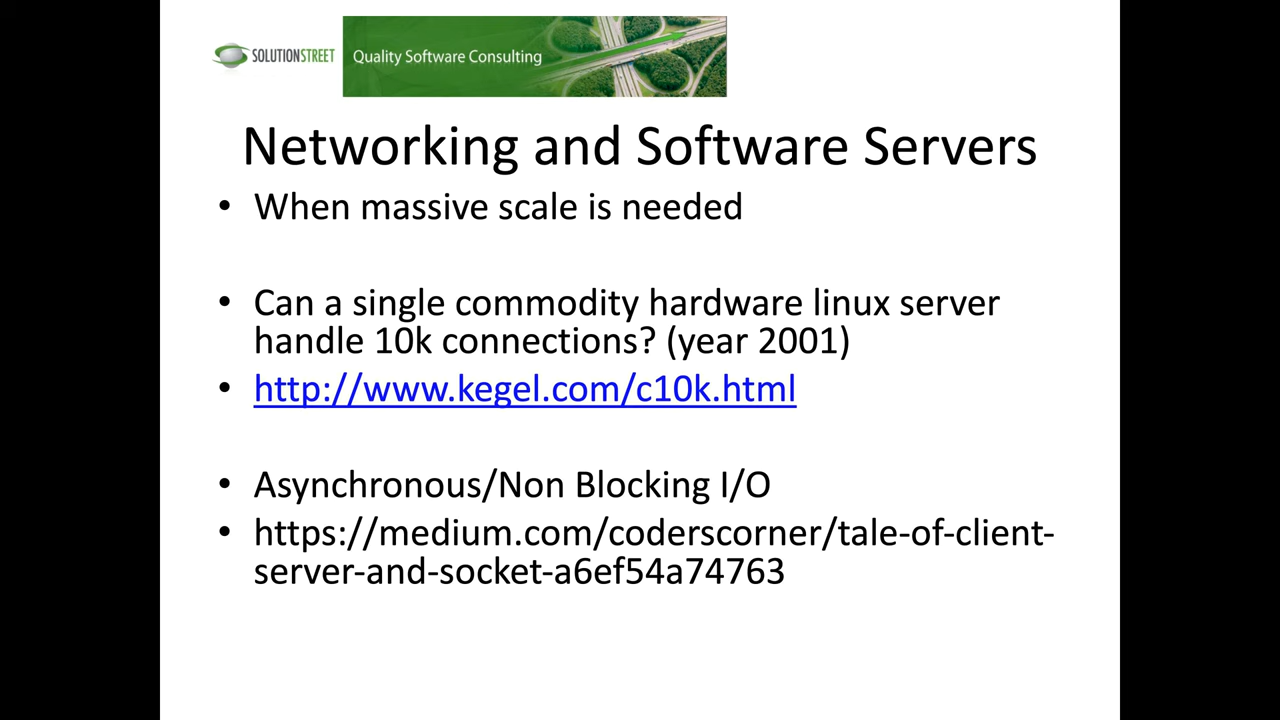 SOLUTIONSTREET
Quality Software Consulting
Networking and Software Servers
• When massive scale is needed
• Can a single commodity hardware linux server
handle 10k connections? (year 2001)
• http://www.kegel.com/c10k.html
• Asynchronous/Non Blocking I/O
• https://medium.com/coderscorner/tale-of-client-
server-and-socket-a6ef54a74763